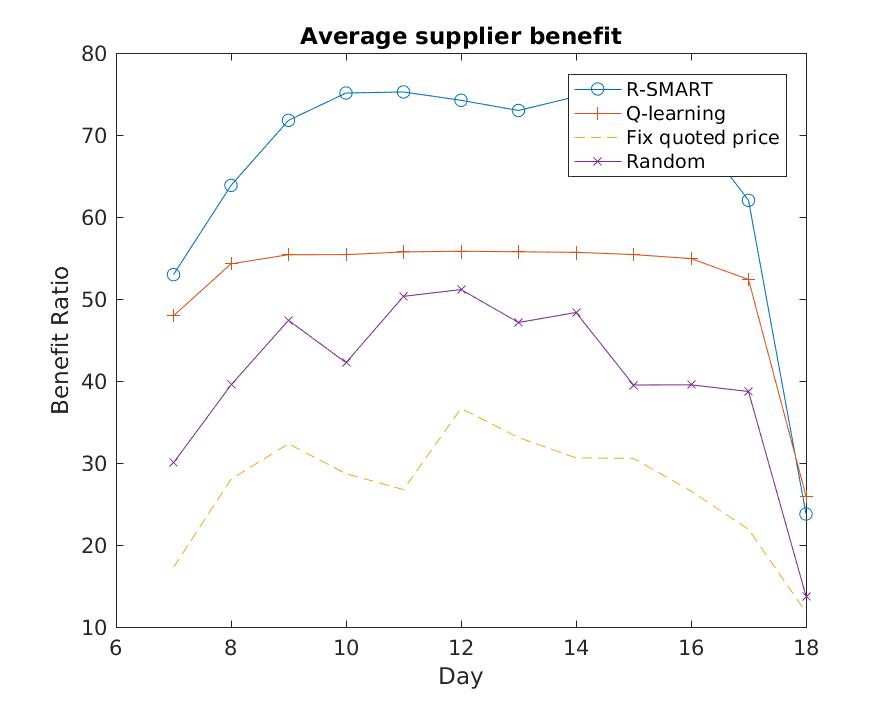 Average supplier benefit
80
70
60
50
40
30
20
10
Benefit Ratio
R-SMART
Q-learning
Fix quoted price
Random
6
8
10
12
14
16
18
Day